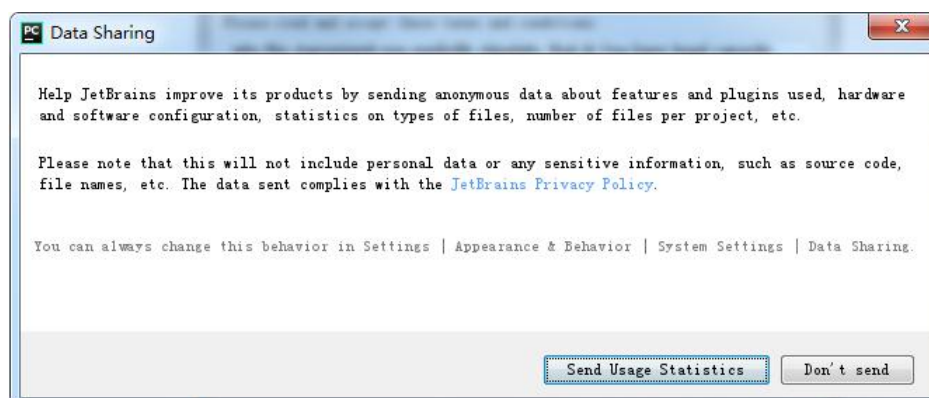 PC Data Sharing
Help JetBrains improve its products by sending anonymous data about features and plugins used, hardware
and software configuration, statistics on types of files, number of files per project, etc.
Please note that this will not include personal data or any sensitive information, such as source code,
file names, etc. The data sent complies with the JetBrains Privacy Policy.
You can always change this behavior in Settings | Appearance & Behavior | System Settings | Data Sharing.
Send Usage Statistics Don't send